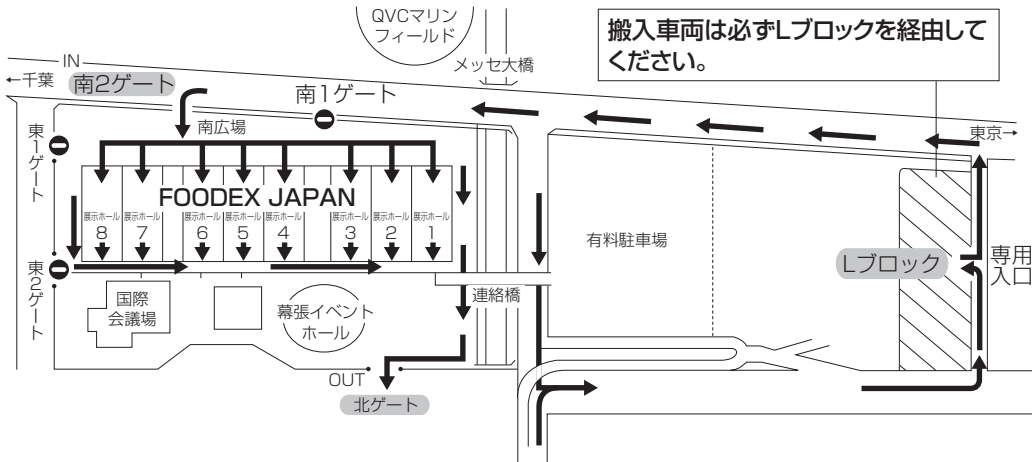 QVCマリン
フィールド
搬入車両は必ずLブロックを経由して
ください。
メッセ大橋
IN
←千葉
南2ゲート
南1ゲート
東京→
南広場
東1ゲート
FOODEX JAPAN
展示ホール
8
展示ホール
7
展示ホール
6
展示ホール
5
展示ホール
4
展示ホール
3
展示ホール
2
展示ホール
1
有料駐車場
Lブロック
専用
入口
東2ゲート
国際
会議場
幕張イベント
ホール
連絡橋
OUT
北ゲート